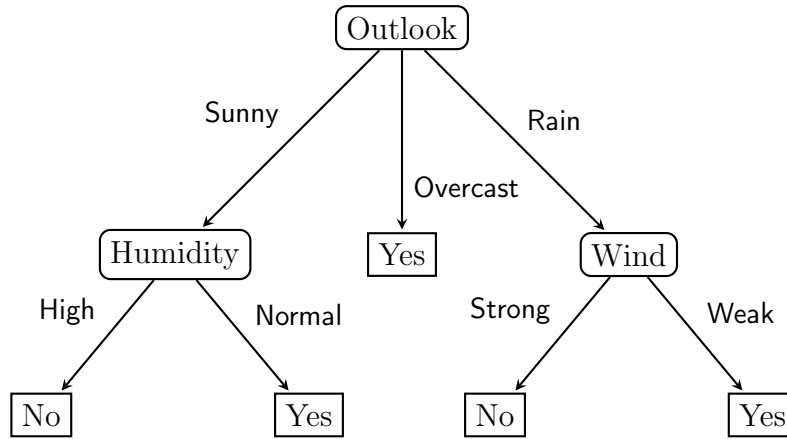 Outlook
Sunny
Rain
Overcast
Humidity
Yes
Wind
High
Normal
Strong
Weak
No
Yes
No
Yes